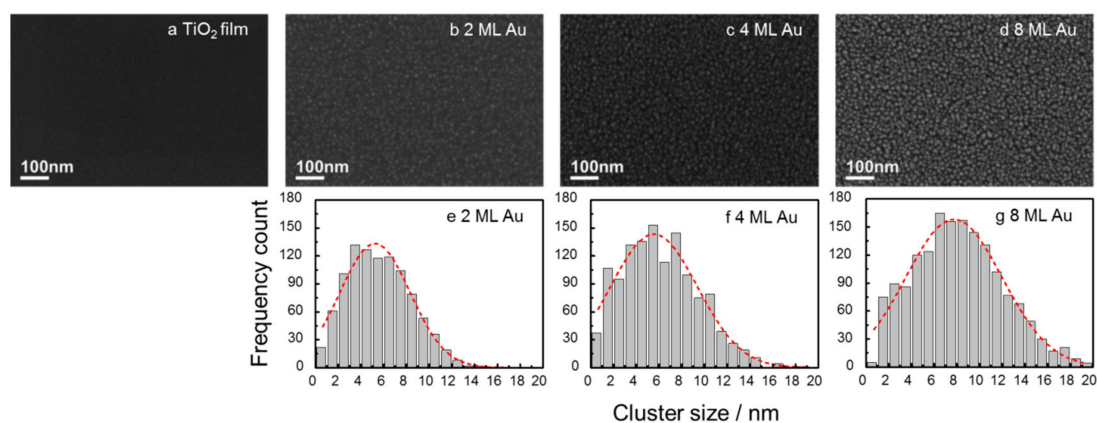 a TiO₂ film
b 2 ML Au
c 4 ML Au
d 8 ML Au
100nm
100nm
100nm
100nm
Frequency count
180
150
120
90
60
30
0
e 2 ML Au
0 2 4 6 8 10 12 14 16 18 20
180
150
120
90
60
30
0
f 4 ML Au
0 2 4 6 8 10 12 14 16 18 20
180
150
120
90
60
30
0
g 8 ML Au
0 2 4 6 8 10 12 14 16 18 20
Cluster size / nm